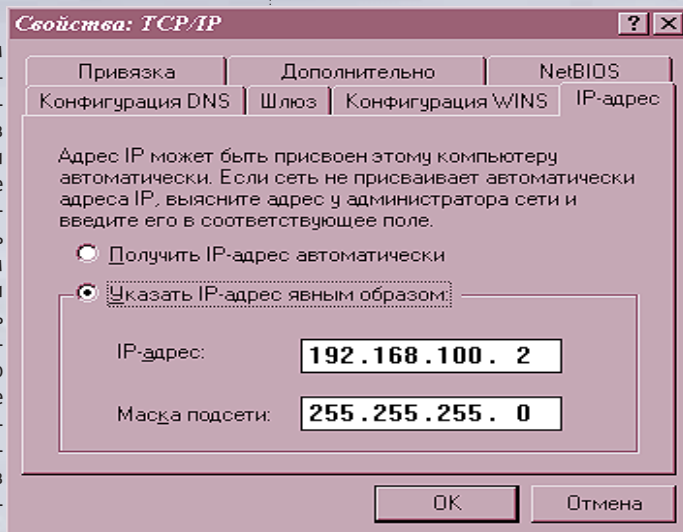 Свойства: TCP/IP
Привязка Дополнительно NetBIOS
Конфигурация DNS Шлюз Конфигурация WINS IP-адрес
Адрес IP может быть присвоен этому компьютеру
автоматически. Если сеть не присваивает автоматически
адреса IP, выясните адрес у администратора сети и
введите его в соответствующее поле.
Получить IP-адрес автоматически
Указать IP-адрес явным образом:
IP-адрес: 192.168.100. 2
Маска подсети: 255.255.255. 0
OK Отмена